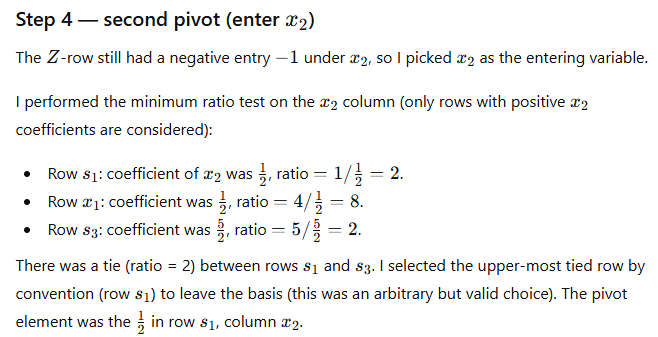 Step 4 — second pivot (enter x₂)
The Z-row still had a negative entry −1 under x₂, so I picked x₂ as the entering variable.
I performed the minimum ratio test on the x₂ column (only rows with positive x₂
coefficients are considered):
• Row s₁: coefficient of x₂ was 1/2, ratio = 1/(1/2) = 2.
• Row x₁: coefficient was 1/2, ratio = 4/(1/2) = 8.
• Row s₃: coefficient was 5/2, ratio = 5/(5/2) = 2.
There was a tie (ratio = 2) between rows s₁ and s₃. I selected the upper-most tied row by
convention (row s₁) to leave the basis (this was an arbitrary but valid choice). The pivot
element was the 1/2 in row s₁, column x₂.